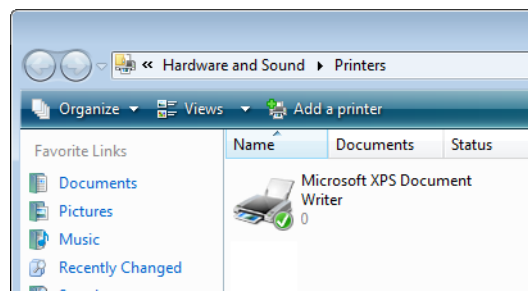 « Hardware and Sound ▸ Printers
Organize Views Add a printer
Favorite Links
Documents
Pictures
Music
Recently Changed
Name Documents Status
Microsoft XPS Document
Writer
0